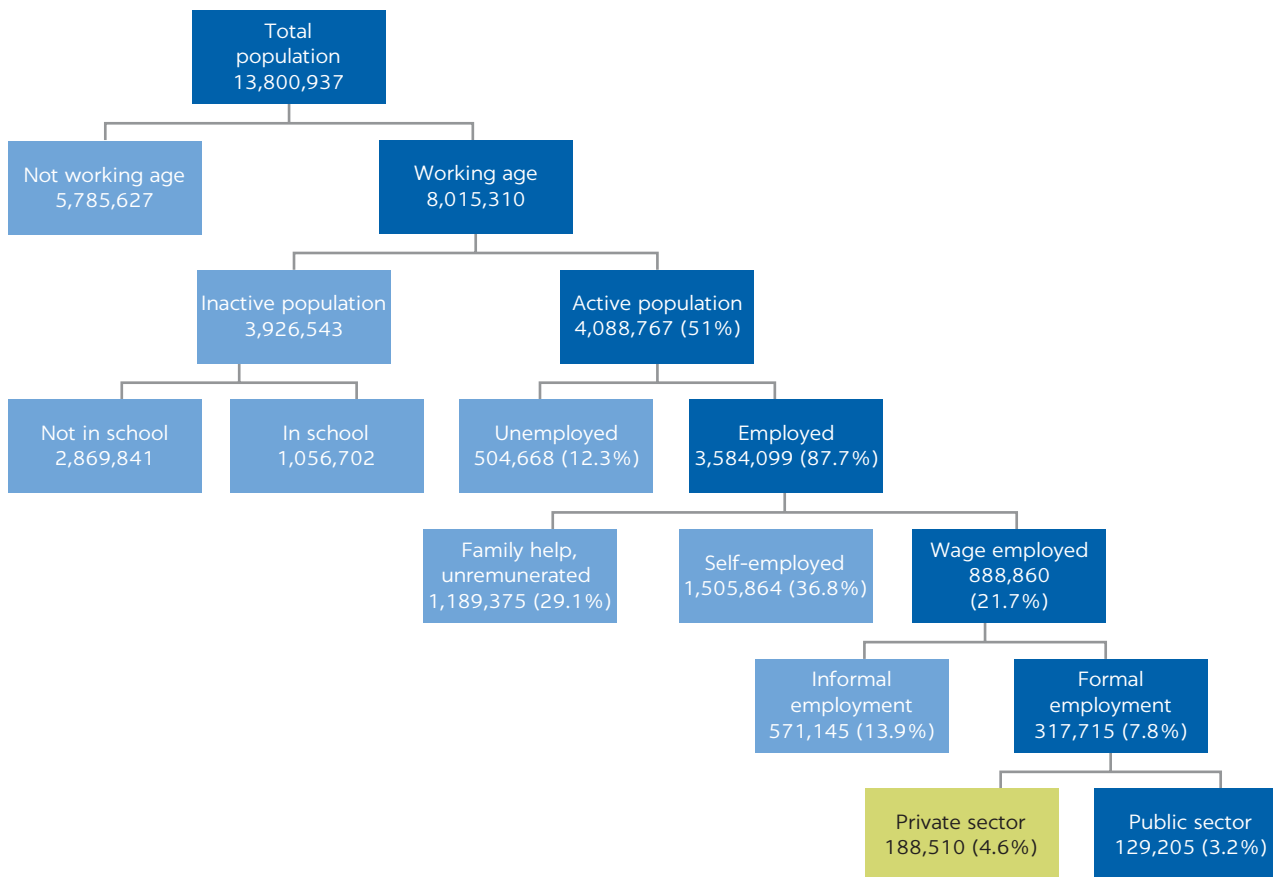 Total
population
13,800,937
Not working age
5,785,627
Working age
8,015,310
Inactive population
3,926,543
Active population
4,088,767 (51%)
Not in school
2,869,841
In school
1,056,702
Unemployed
504,668 (12.3%)
Employed
3,584,099 (87.7%)
Family help,
unremunerated
1,189,375 (29.1%)
Self-employed
1,505,864 (36.8%)
Wage employed
888,860
(21.7%)
Informal
employment
571,145 (13.9%)
Formal
employment
317,715 (7.8%)
Private sector
188,510 (4.6%)
Public sector
129,205 (3.2%)